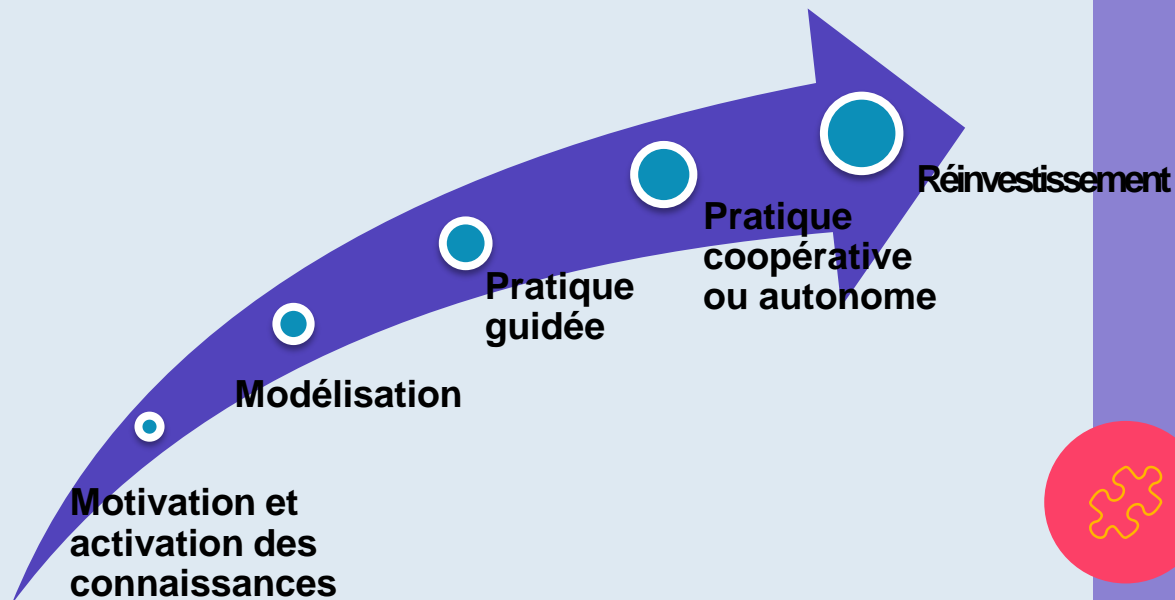 Motivation et
activation des
connaissances
Modélisation
Pratique
guidée
Pratique
coopérative
ou autonome
Réinvestissement